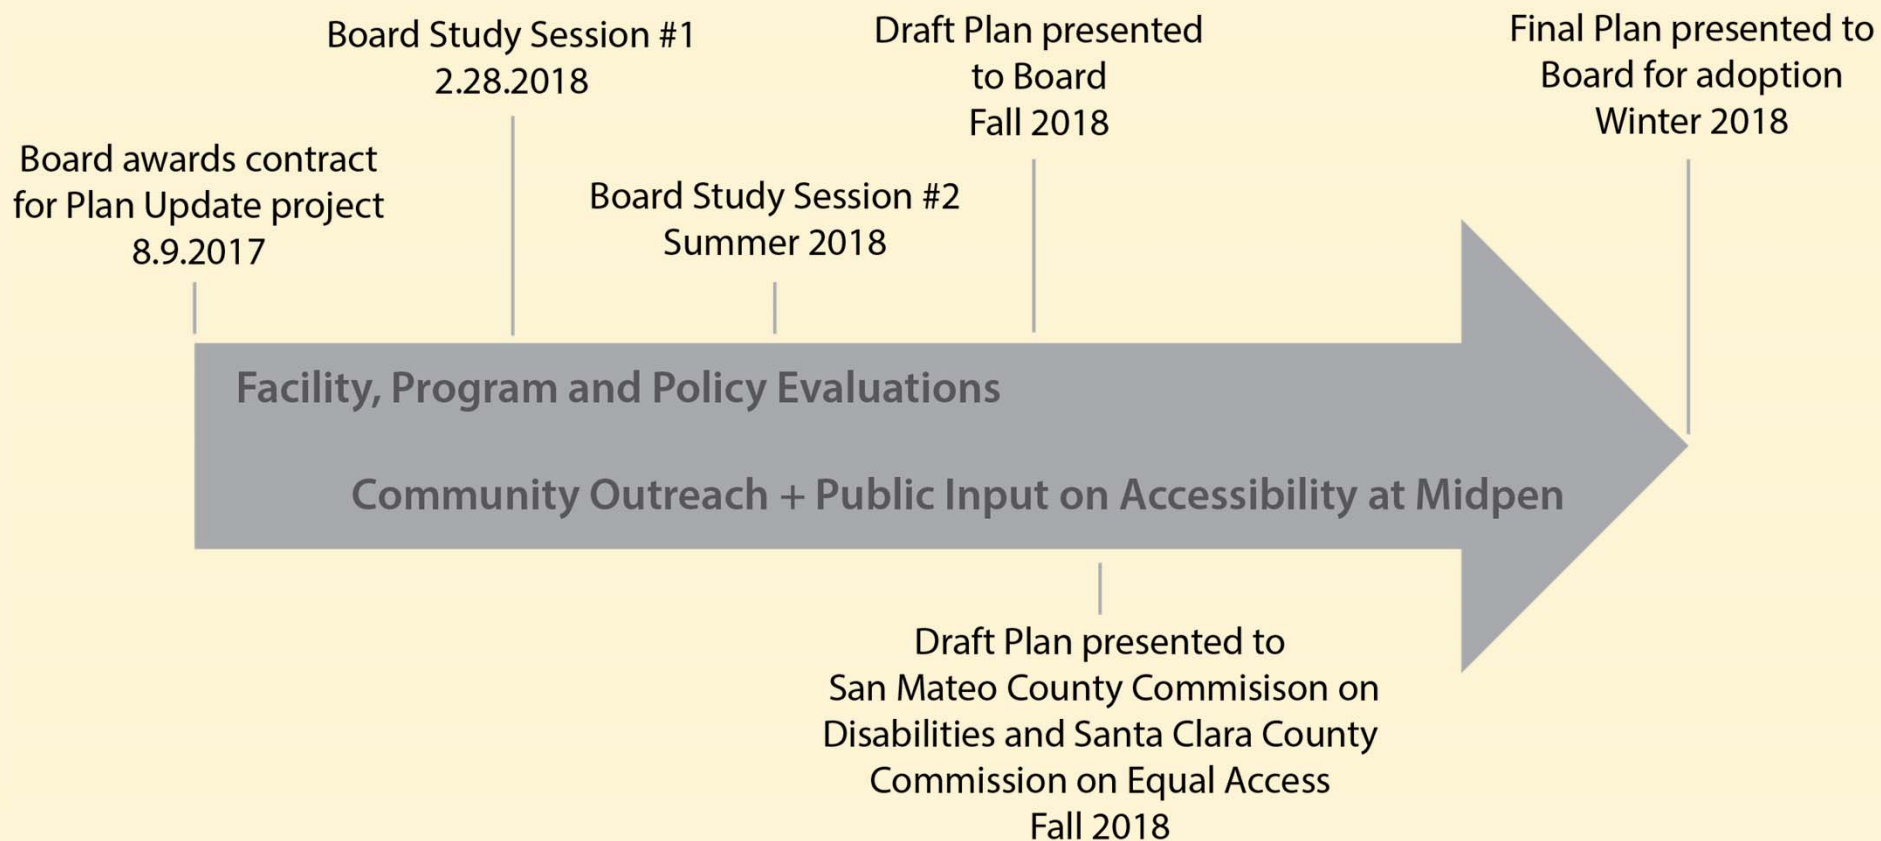 Board awards contract
for Plan Update project
8.9.2017
Board Study Session #1
2.28.2018
Board Study Session #2
Summer 2018
Draft Plan presented
to Board
Fall 2018
Final Plan presented to
Board for adoption
Winter 2018
Facility, Program and Policy Evaluations
Community Outreach + Public Input on Accessibility at Midpen
Draft Plan presented to
San Mateo County Commisison on
Disabilities and Santa Clara County
Commission on Equal Access
Fall 2018